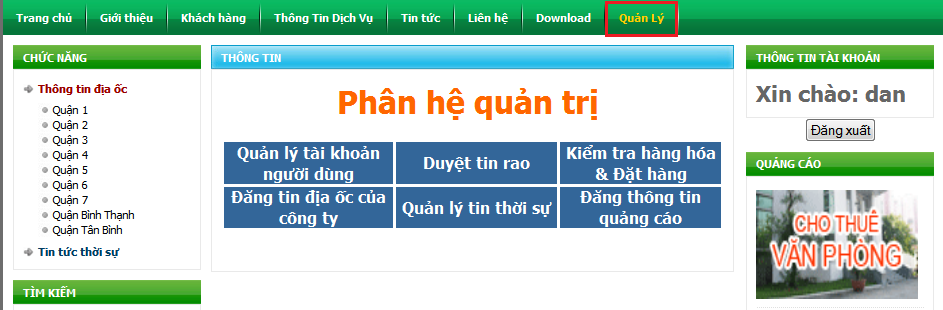 Trang chủ Giới thiệu Khách hàng Thông Tin Dịch Vụ Tin tức Liên hệ Download Quản Lý
CHỨC NĂNG
Thông tin địa ốc
Quận 1
Quận 2
Quận 3
Quận 4
Quận 5
Quận 6
Quận 7
Quận Bình Thạnh
Quận Tân Bình
Tin tức thời sự
TÌM KIẾM
THÔNG TIN
Phân hệ quản trị
Quản lý tài khoản
người dùng
Duyệt tin rao
Kiểm tra hàng hóa
& Đặt hàng
Đăng tin địa ốc của
công ty
Quản lý tin thời sự
Đăng thông tin
quảng cáo
THÔNG TIN TÀI KHOẢN
Xin chào: dan
Đăng xuất
QUẢNG CÁO
CHO THUÊ
VĂN PHÒNG